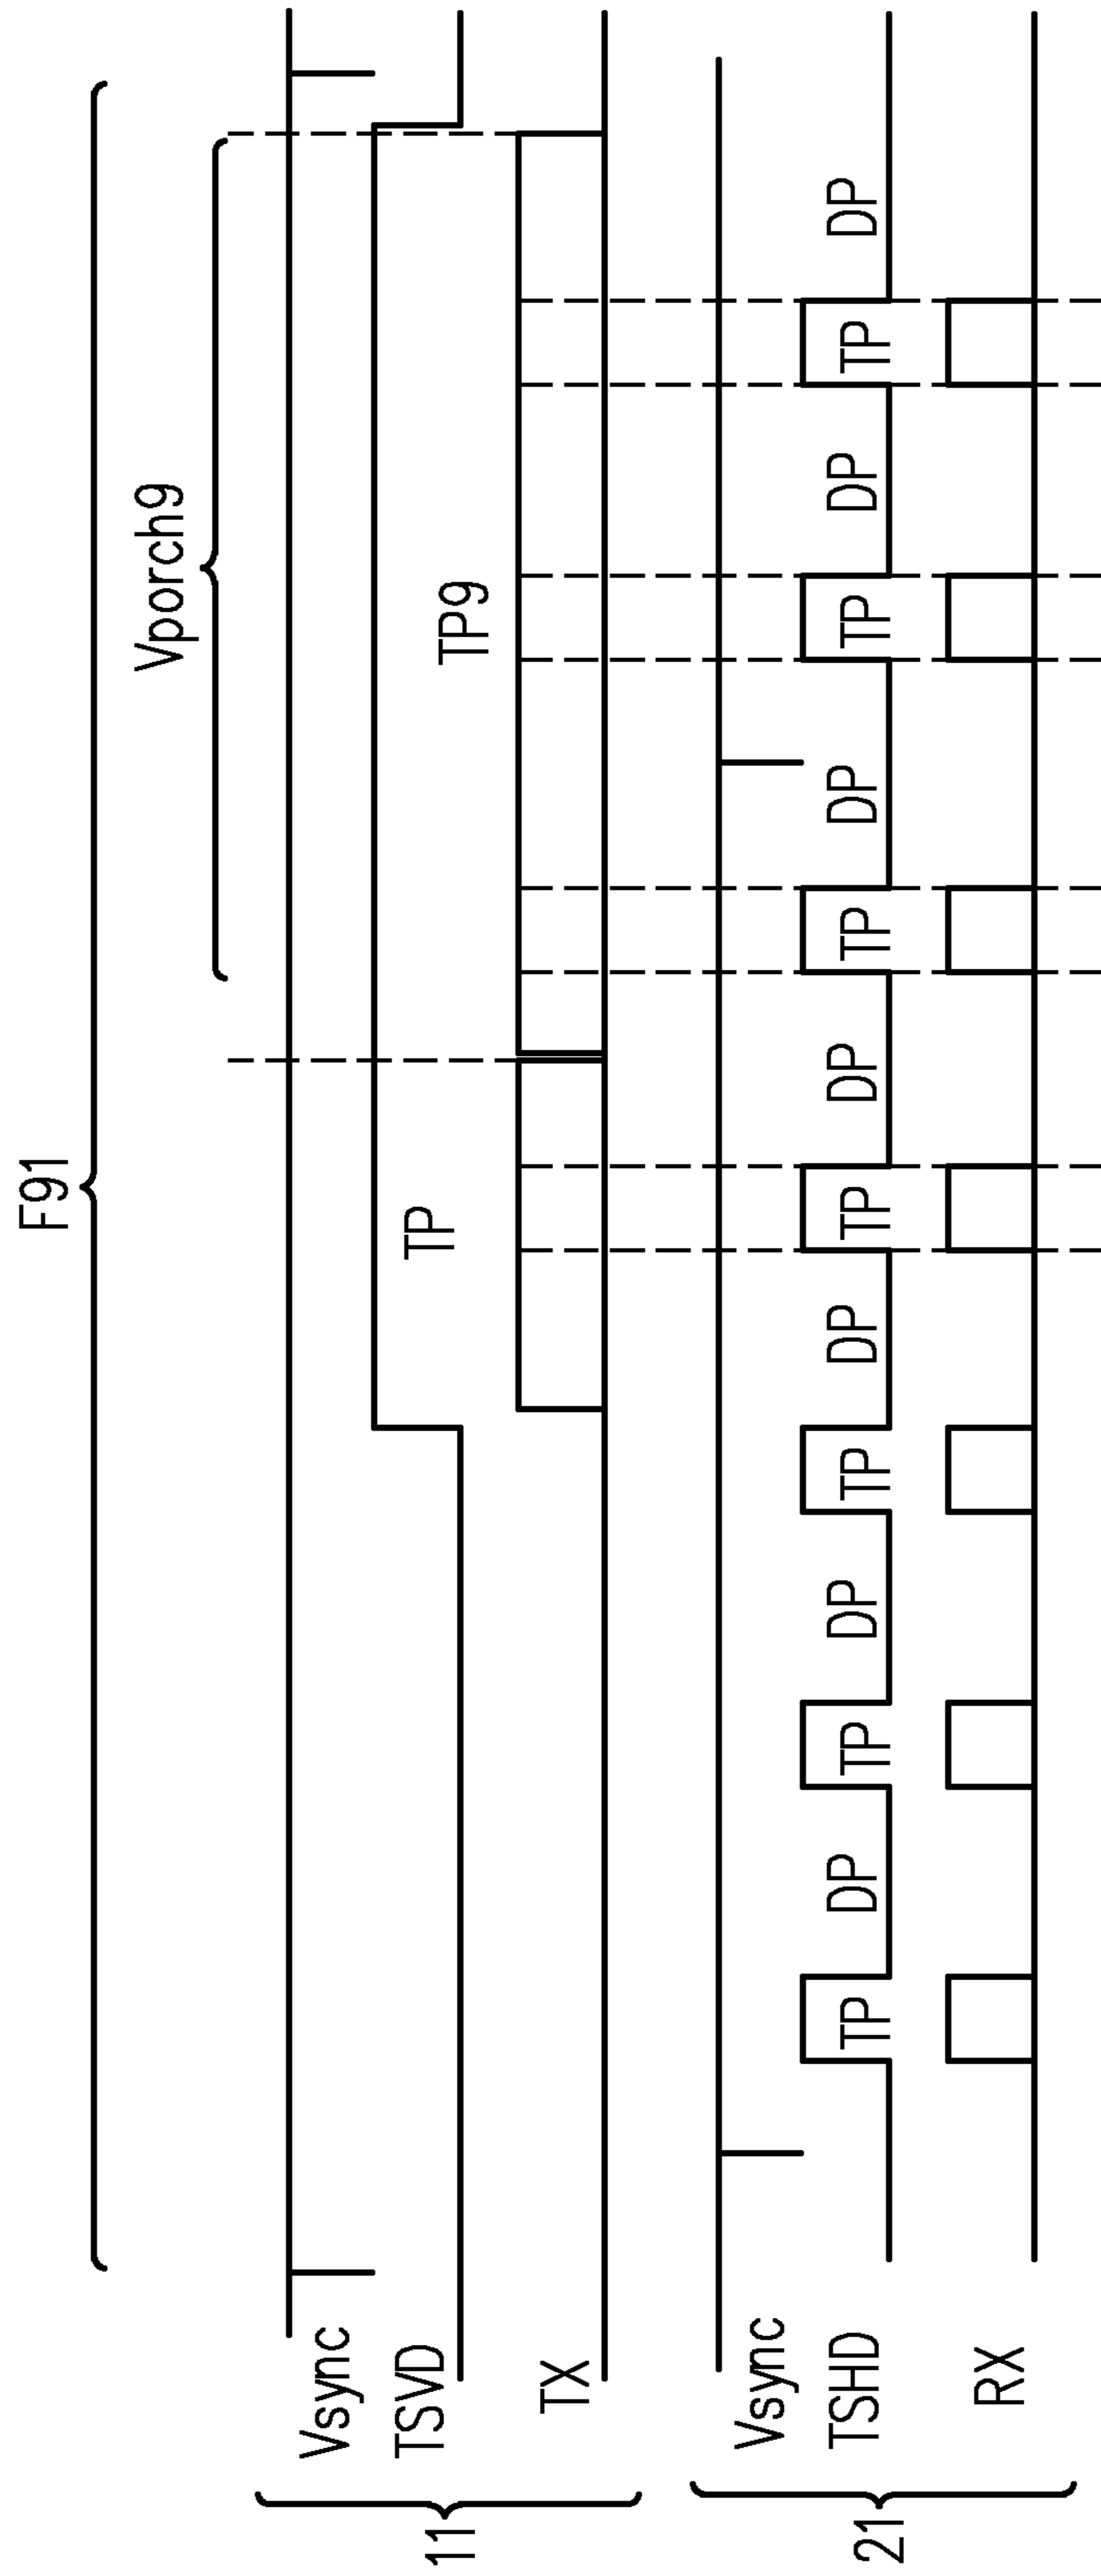 F91
Vporch9
Vsync
TSVD
TP
TX
TP9
11
Vsync
TSHD
TP DP TP DP TP DP TP DP TP DP TP DP TP DP
RX
21